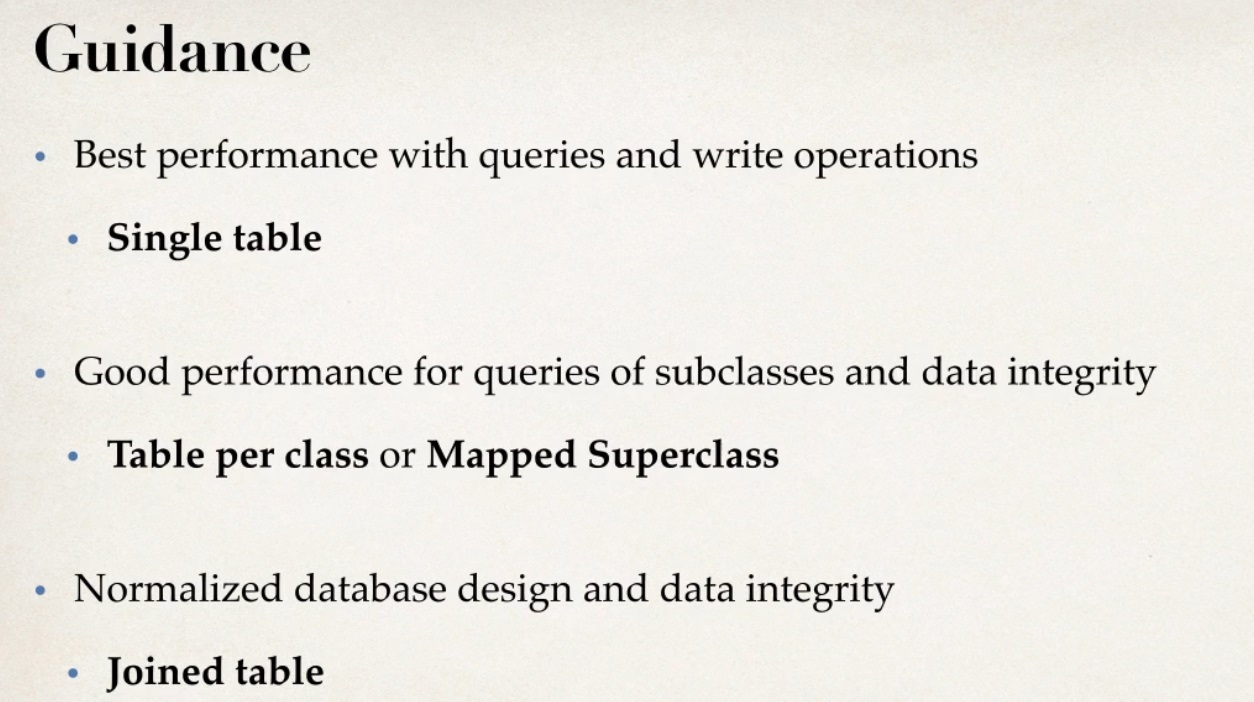 Guidance
• Best performance with queries and write operations
• Single table
• Good performance for queries of subclasses and data integrity
• Table per class or Mapped Superclass
• Normalized database design and data integrity
• Joined table